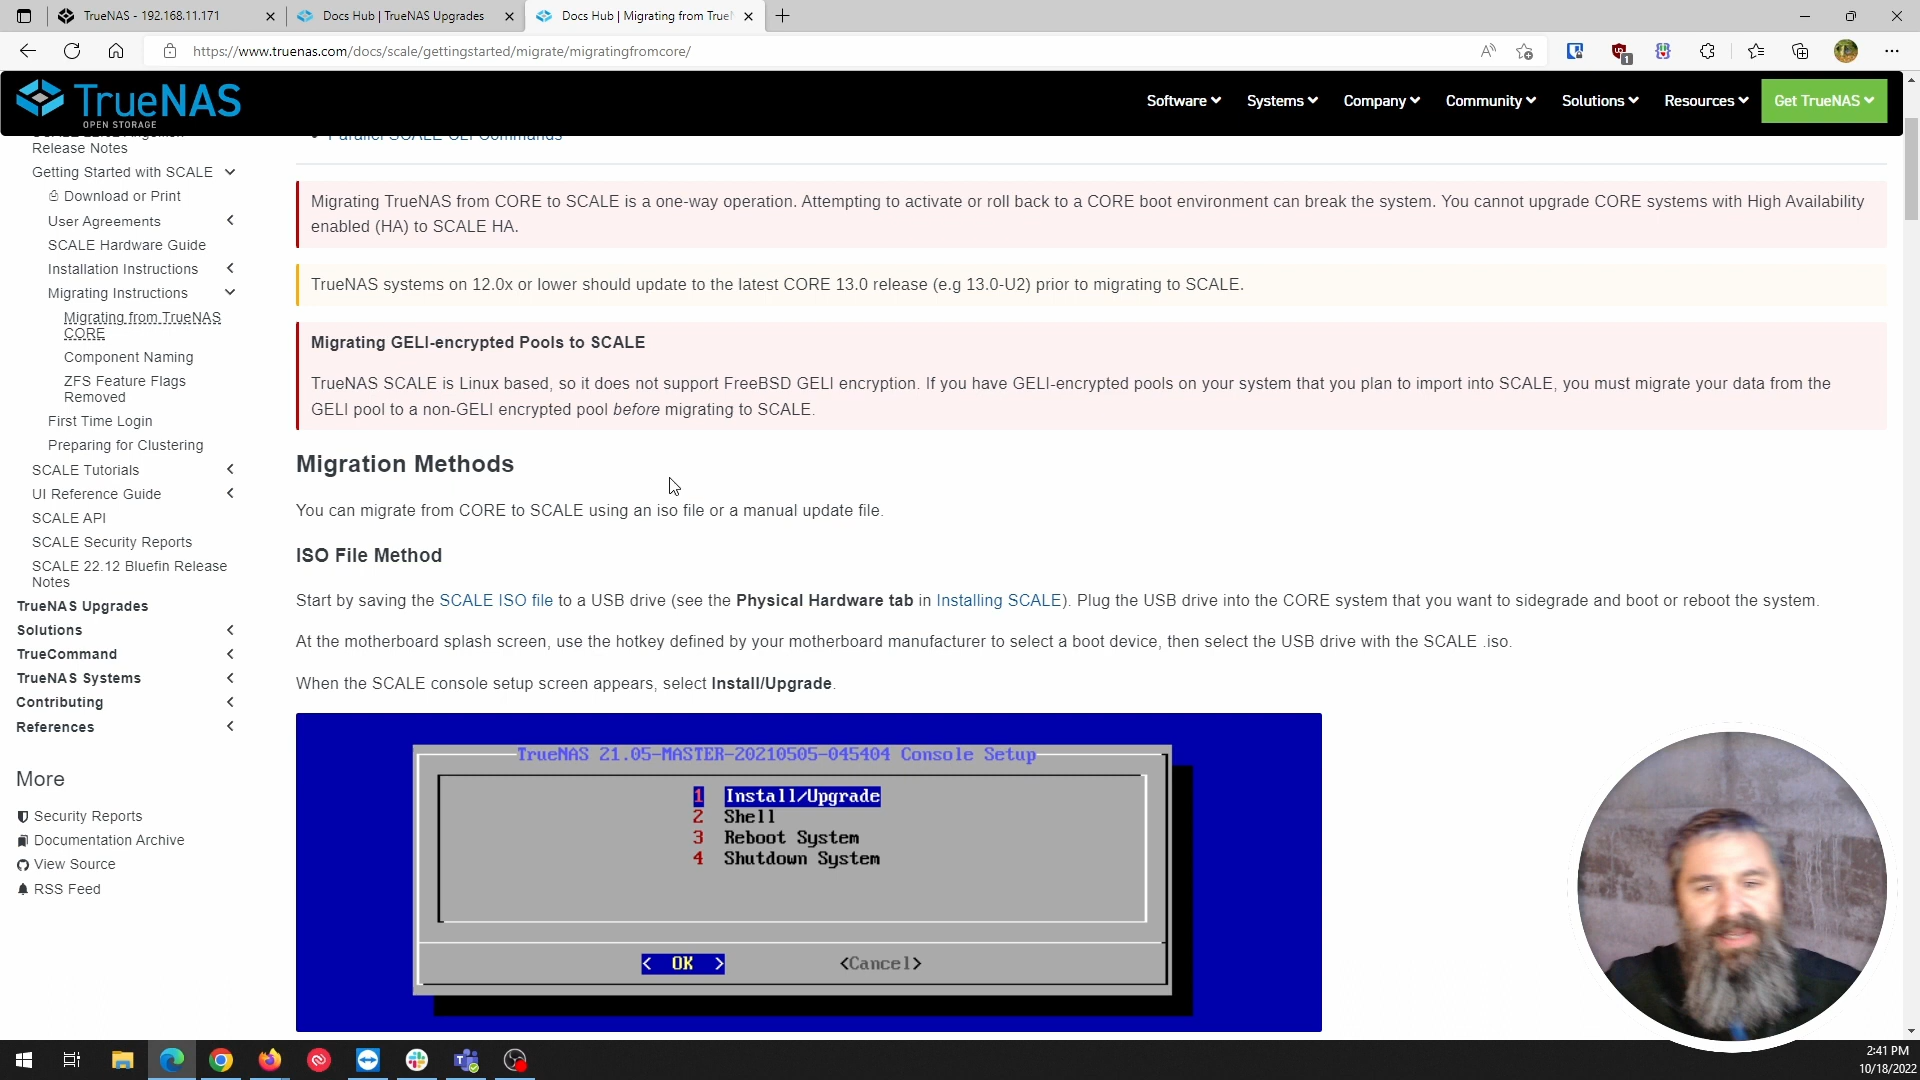 TrueNAS - 192.168.11.171
Docs Hub | TrueNAS Upgrades
Docs Hub | Migrating from True
https://www.truenas.com/docs/scale/gettingstarted/migrate/migratingfromcore/
1
TrueNAS
OPEN STORAGE
Software
Systems
Company
Community
Solutions
Resources
Get TrueNAS
Release Notes
Getting Started with SCALE
Download or Print
User Agreements
SCALE Hardware Guide
Installation Instructions
Migrating Instructions
Migrating from TrueNAS
CORE
Component Naming
ZFS Feature Flags
Removed
First Time Login
Preparing for Clustering
SCALE Tutorials
UI Reference Guide
SCALE API
SCALE Security Reports
SCALE 22.12 Bluefin Release
Notes
TrueNAS Upgrades
Solutions
TrueCommand
TrueNAS Systems
Contributing
References
More
Security Reports
Documentation Archive
View Source
RSS Feed
Parallel SCALE CLI Commands
Migrating TrueNAS from CORE to SCALE is a one-way operation. Attempting to activate or roll back to a CORE boot environment can break the system. You cannot upgrade CORE systems with High Availability
enabled (HA) to SCALE HA.
TrueNAS systems on 12.0x or lower should update to the latest CORE 13.0 release (e.g 13.0-U2) prior to migrating to SCALE.
Migrating GELI-encrypted Pools to SCALE
TrueNAS SCALE is Linux based, so it does not support FreeBSD GELI encryption. If you have GELI-encrypted pools on your system that you plan to import into SCALE, you must migrate your data from the
GELI pool to a non-GELI encrypted pool before migrating to SCALE.
Migration Methods
You can migrate from CORE to SCALE using an iso file or a manual update file.
ISO File Method
Start by saving the SCALE ISO file to a USB drive (see the Physical Hardware tab in Installing SCALE). Plug the USB drive into the CORE system that you want to sidegrade and boot or reboot the system.
At the motherboard splash screen, use the hotkey defined by your motherboard manufacturer to select a boot device, then select the USB drive with the SCALE .iso.
When the SCALE console setup screen appears, select Install/Upgrade.
TrueNAS 21.05-MASTER-20210505-045404 Console Setup
1 Install/Upgrade
2 Shell
3 Reboot System
4 Shutdown System
< OK >
<Cancel>
2:41 PM
10/18/2022